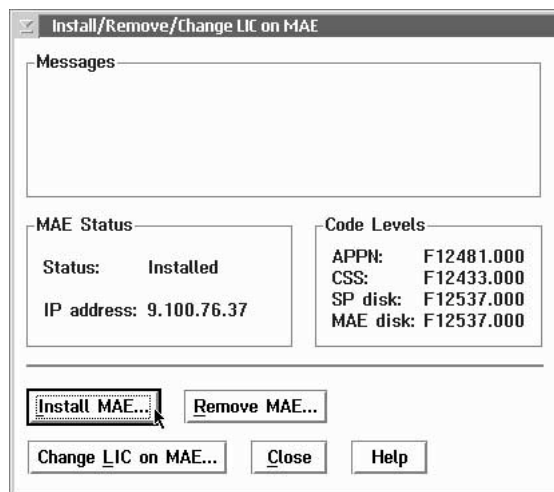 Install/Remove/Change LIC on MAE
Messages
MAE Status
Status: Installed
IP address: 9.100.76.37
Code Levels
APPN: F12481.000
CSS: F12433.000
SP disk: F12537.000
MAE disk: F12537.000
Install MAE... Remove MAE...
Change LIC on MAE... Close Help